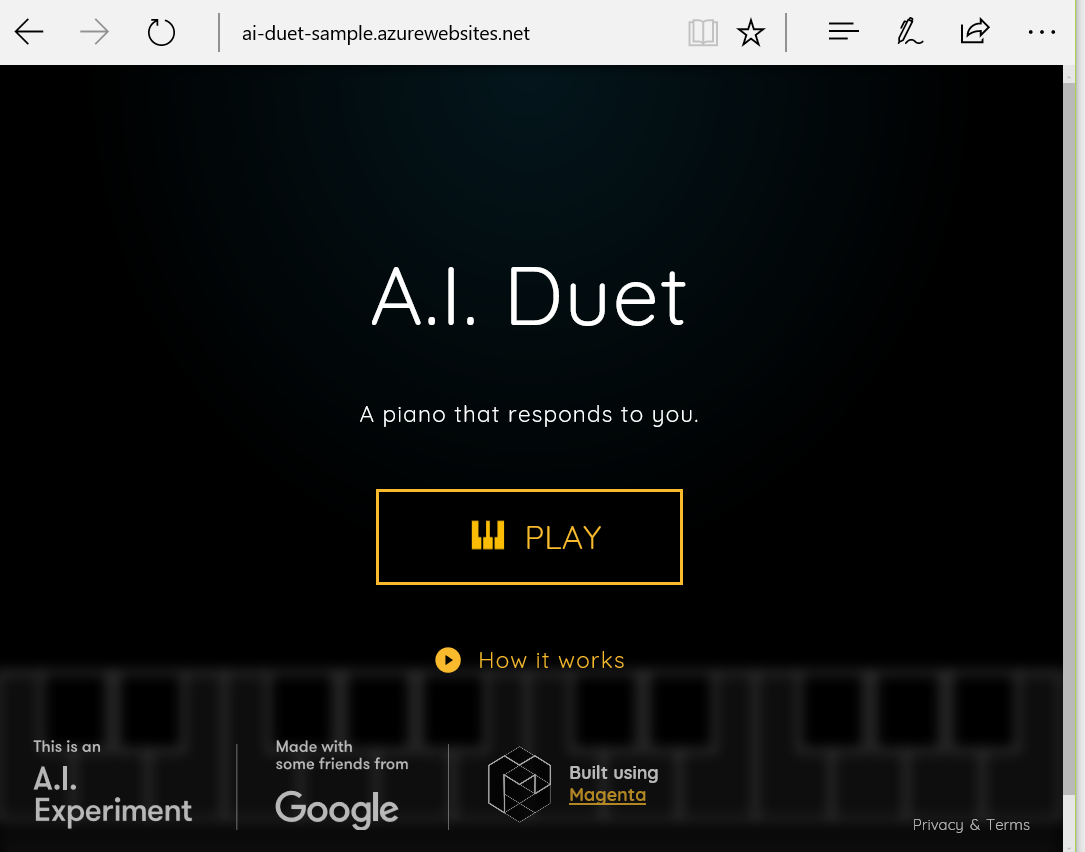 ai-duet-sample.azurewebsites.net
A.I. Duet
A piano that responds to you.
PLAY
How it works
This is an
A.I.
Experiment
Made with
some friends from
Google
Built using
Magenta
Privacy & Terms